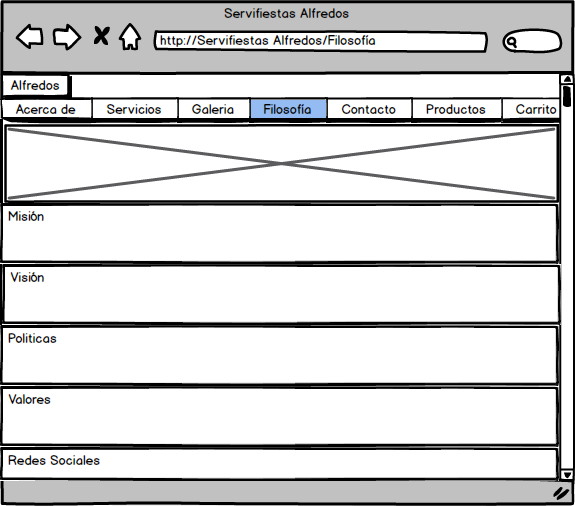 Servifiestas Alfredos
http://Servifiestas Alfredos/Filosofía
Alfredos
Acerca de Servicios Galeria Filosofía Contacto Productos Carrito
Misión
Visión
Politicas
Valores
Redes Sociales